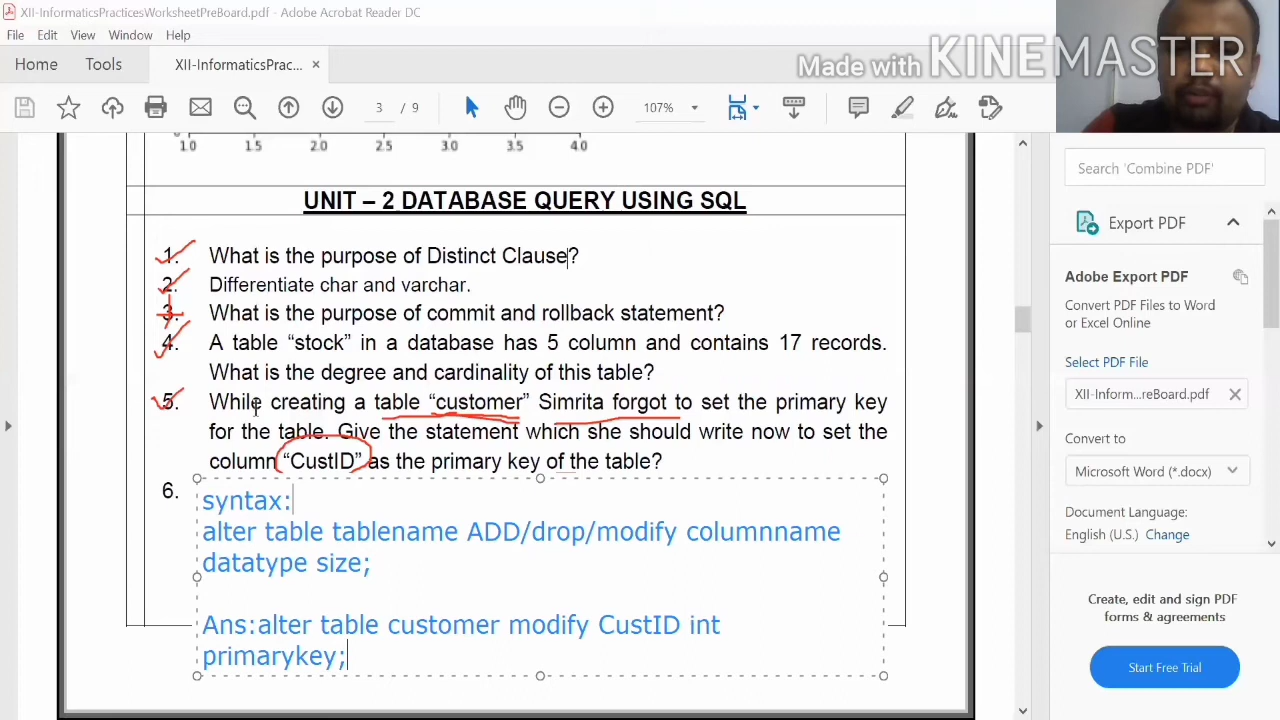 XII-InformaticsPracticesWorksheetPreBoard.pdf - Adobe Acrobat Reader DC
File Edit View Window Help
Home Tools XII-InformaticsPrac... ×
Made with KINEMASTER
3 / 9 107%
1.0 1.5 2.0 2.5 3.0 3.5 4.0
UNIT – 2 DATABASE QUERY USING SQL
1. What is the purpose of Distinct Clause?
2. Differentiate char and varchar.
3. What is the purpose of commit and rollback statement?
4. A table “stock” in a database has 5 column and contains 17 records.
What is the degree and cardinality of this table?
5. While creating a table “customer” Simrita forgot to set the primary key
for the table. Give the statement which she should write now to set the
column “CustID” as the primary key of the table?
6.
syntax:
alter table tablename ADD/drop/modify columnname
datatype size;
Ans:alter table customer modify CustID int
primarykey;
Search 'Combine PDF'
Export PDF
Adobe Export PDF
Convert PDF Files to Word
or Excel Online
Select PDF File
XII-Inform...reBoard.pdf
Convert to
Microsoft Word (*.docx)
Document Language:
English (U.S.) Change
Create, edit and sign PDF
forms & agreements
Start Free Trial